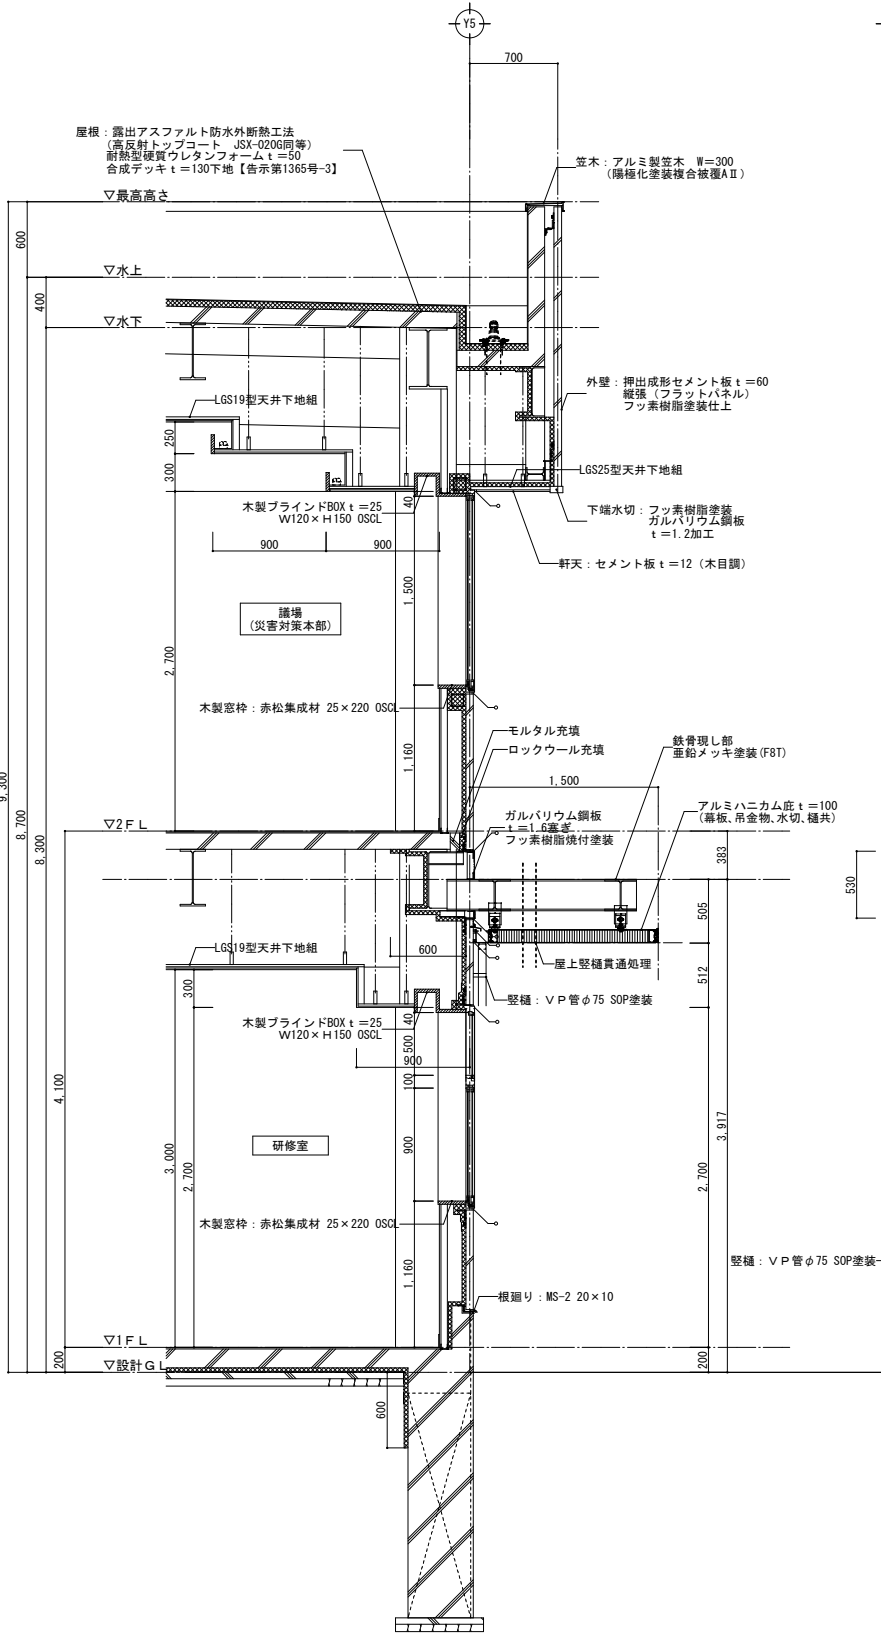 Y5
700
屋根：露出アスファルト防水外断熱工法
（高反射トップコート　JSX-020G同等）
耐熱型硬質ウレタンフォームｔ＝50
合成デッキｔ＝130下地【告示第1365号-3】
笠木：アルミ製笠木　W＝300
（陽極化塗装複合被覆AⅡ）
▽最高高さ
600
▽水上
400
▽水下
外壁：押出成形セメント板ｔ＝60
縦張（フラットパネル）
フッ素樹脂塗装仕上
LGS19型天井下地組
250
300
LGS25型天井下地組
木製ブラインドBOXｔ＝25
W120×H150 OSCL
40
下端水切：フッ素樹脂塗装
ガルバリウム鋼板
ｔ＝1.2加工
900
900
軒天：セメント板ｔ＝12（木目調）
1,500
議場
（災害対策本部）
2,700
木製窓枠：赤松集成材 25×220 OSCL
モルタル充填
ロックウール充填
鉄骨現し部
亜鉛メッキ塗装(F8T)
1,160
1,500
9,300
8,700
8,300
ガルバリウム鋼板
ｔ＝1.6塞ぎ
フッ素樹脂焼付塗装
アルミハニカム庇ｔ＝100
（幕板、吊金物、水切、樋共）
▽2ＦＬ
383
530
505
LGS19型天井下地組
600
屋上竪樋貫通処理
512
300
竪樋：ＶＰ管φ75 SOP塗装
木製ブラインドBOXｔ＝25
W120×H150 OSCL
40
500
900
100
4,100
3,917
研修室
900
3,000
2,700
2,700
木製窓枠：赤松集成材 25×220 OSCL
1,160
竪樋：ＶＰ管φ75 SOP塗装
根廻り：MS-2 20×10
▽1ＦＬ
200
200
▽設計ＧＬ
600